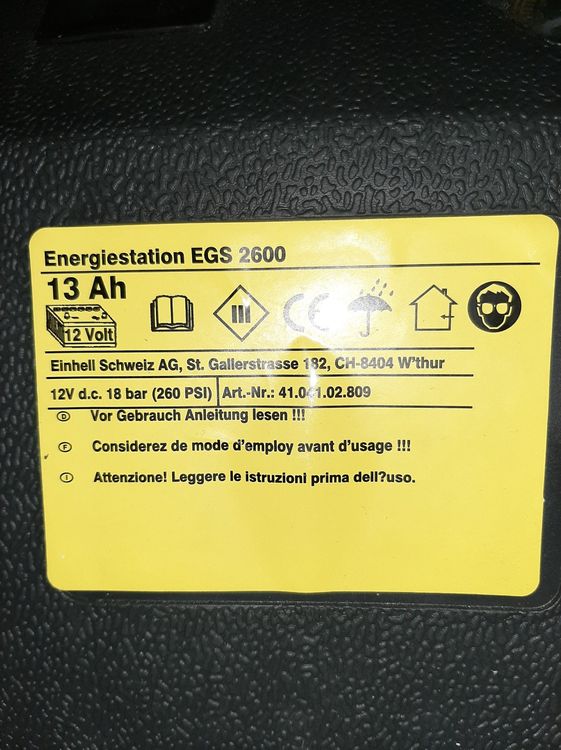 Energiestation EGS 2600
13 Ah
12 Volt
CE
Einhell Schweiz AG, St. Gallerstrasse 182, CH-8404 W'thur
12V d.c. 18 bar (260 PSI) Art.-Nr.: 41.041.02.809
D Vor Gebrauch Anleitung lesen !!!
F Considerez de mode d'employ avant d'usage !!!
I Attenzione! Leggere le istruzioni prima dell?uso.